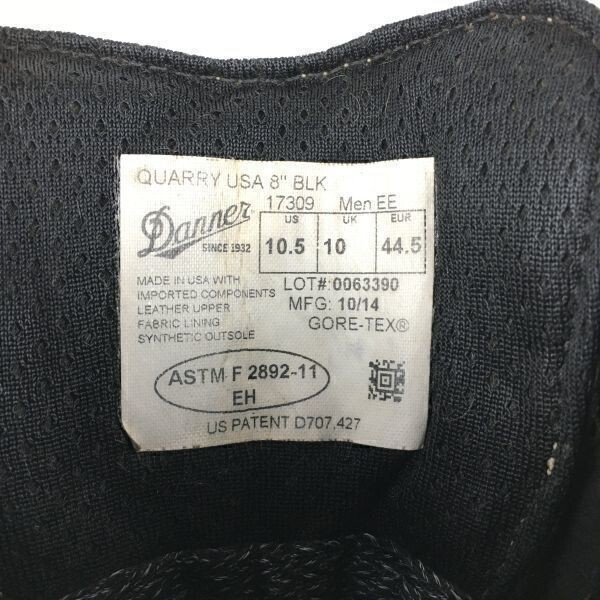 QUARRY USA 8" BLK
17309 Men EE
Danner
SINCE 1932
US UK EUR
10.5 10 44.5
MADE IN USA WITH
IMPORTED COMPONENTS
LEATHER UPPER
FABRIC LINING
SYNTHETIC OUTSOLE
LOT#:0063390
MFG: 10/14
GORE-TEX®
ASTM F 2892-11
EH
US PATENT D707,427